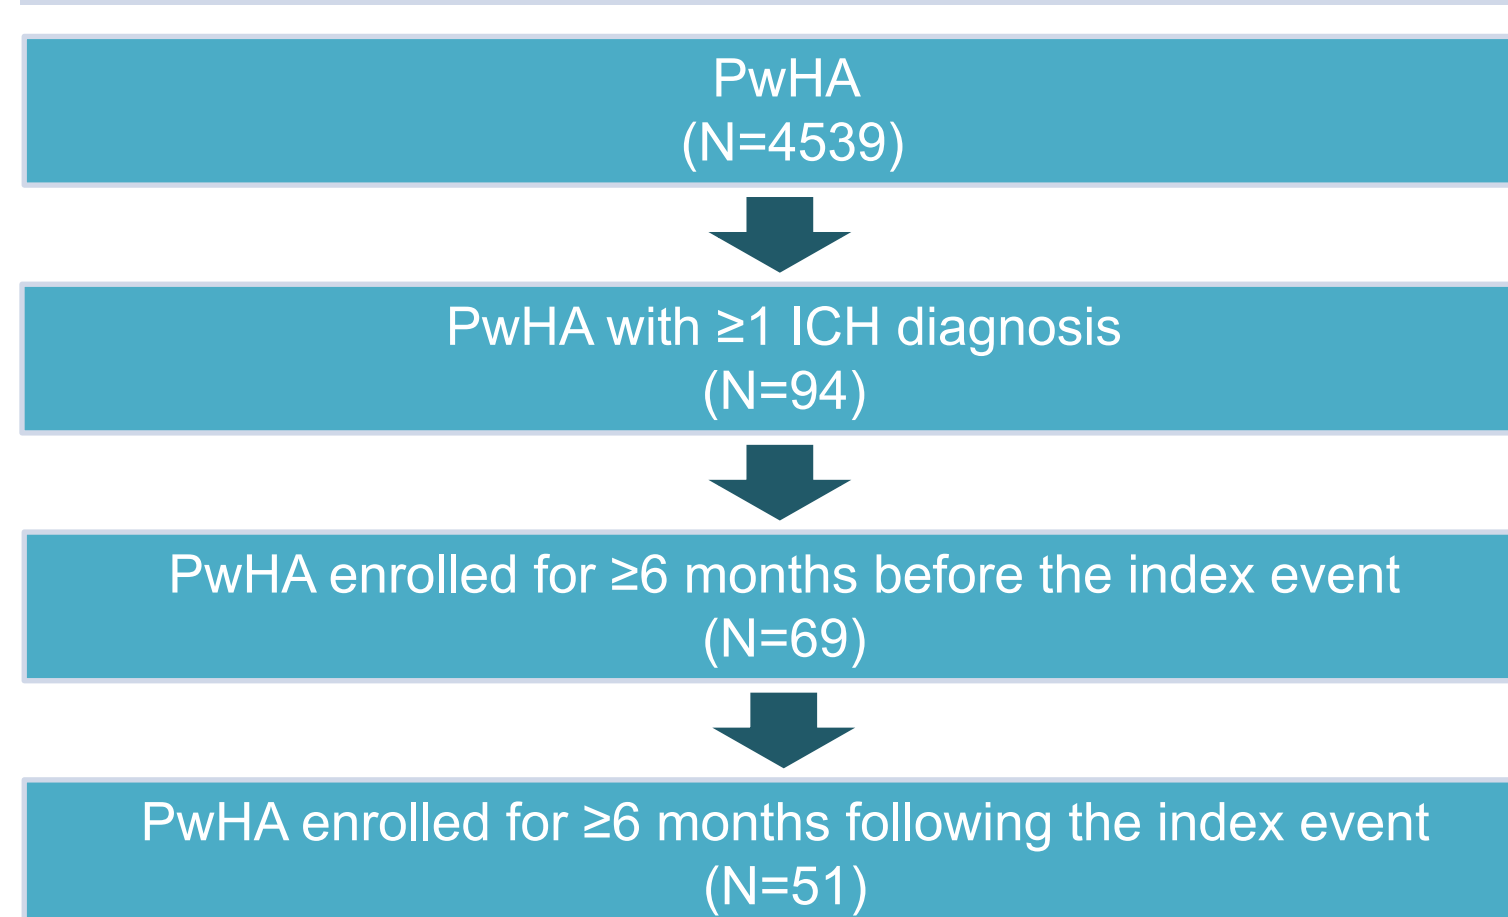 PwHA
(N=4539)
PwHA with ≥1 ICH diagnosis
(N=94)
PwHA enrolled for ≥6 months before the index event
(N=69)
PwHA enrolled for ≥6 months following the index event
(N=51)